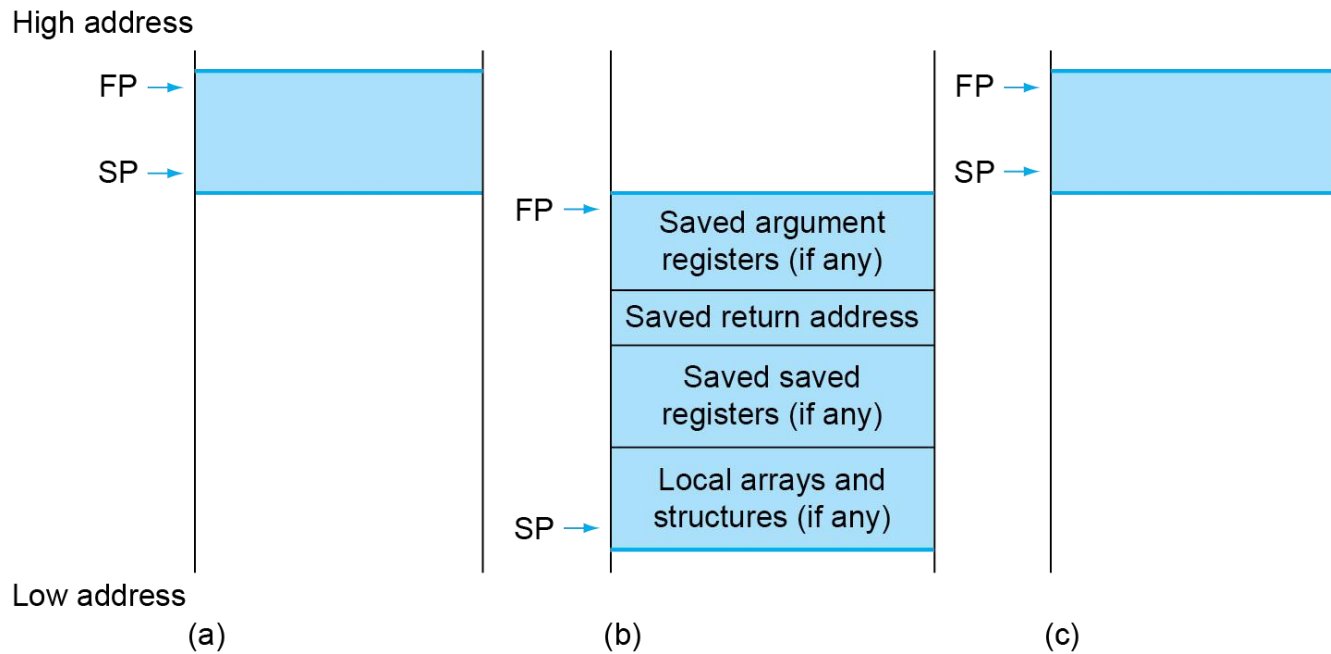 High address
FP
SP
FP
Saved argument
registers (if any)
Saved return address
Saved saved
registers (if any)
Local arrays and
structures (if any)
SP
FP
SP
Low address
(a)
(b)
(c)